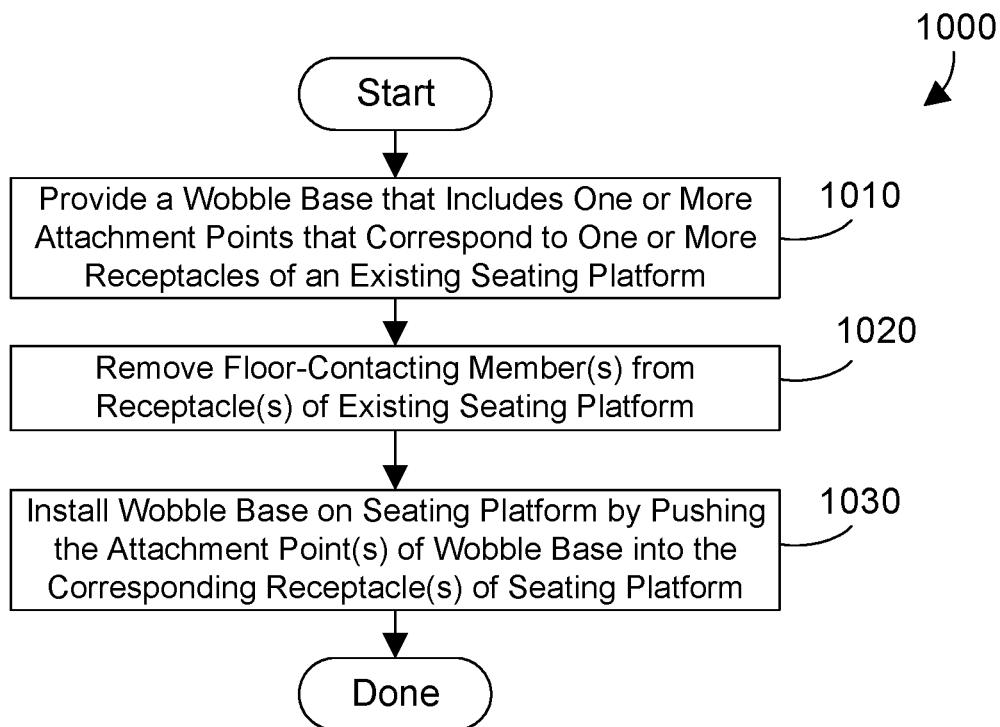 1000
Start
Provide a Wobble Base that Includes One or More
Attachment Points that Correspond to One or More
Receptacles of an Existing Seating Platform
1010
Remove Floor-Contacting Member(s) from
Receptacle(s) of Existing Seating Platform
1020
Install Wobble Base on Seating Platform by Pushing
the Attachment Point(s) of Wobble Base into the
Corresponding Receptacle(s) of Seating Platform
1030
Done